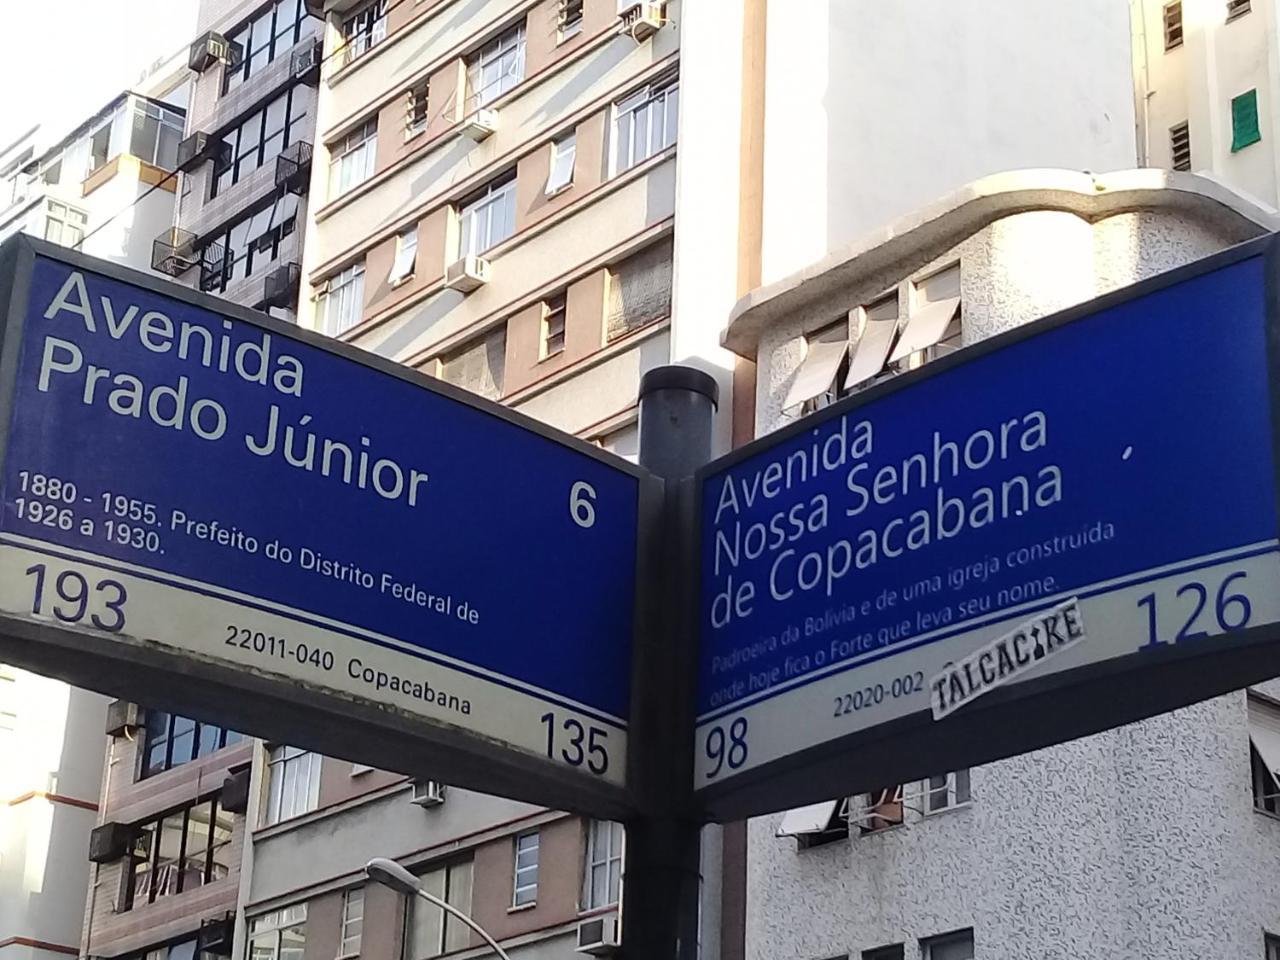 Avenida
Prado Júnior
6
1880 - 1955. Prefeito do Distrito Federal de
1926 a 1930.
193
22011-040 Copacabana
135
Avenida
Nossa Senhora
de Copacabana
Padroeira da Bolívia e de uma igreja construída
onde hoje fica o Forte que leva seu nome.
98
22020-002
TALCACIRE
126